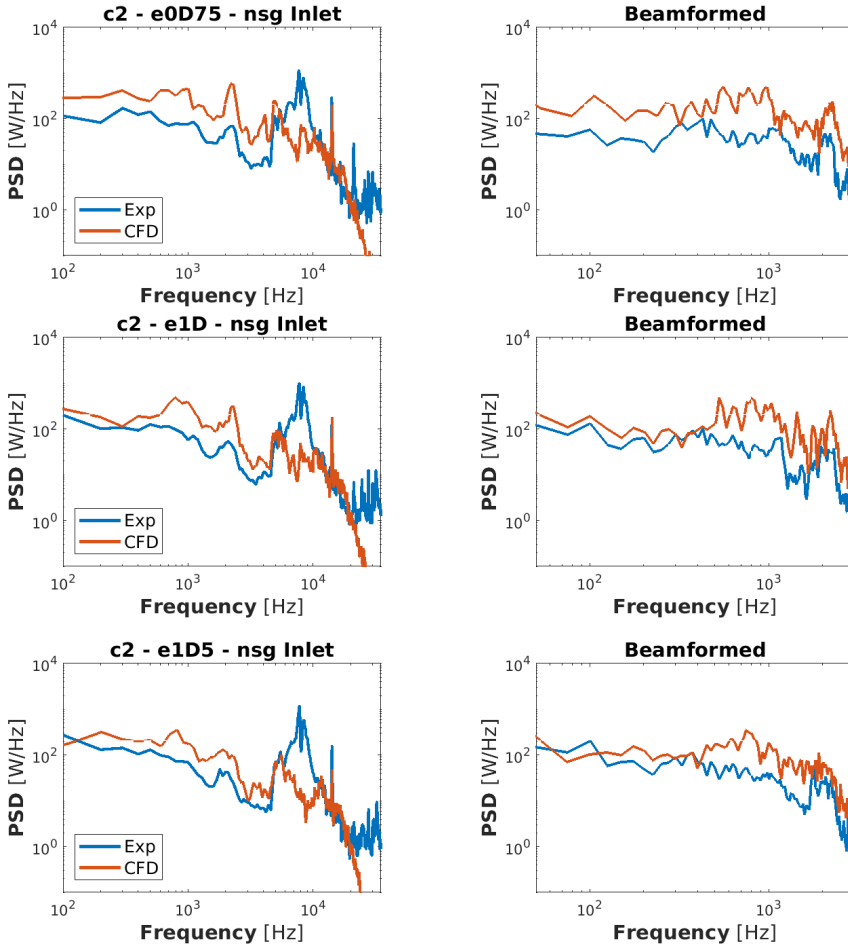 c2 - e0D75 - nsg Inlet
10^4
10^2
10^0
PSD [W/Hz]
Exp
CFD
10^2 10^3 10^4
Frequency [Hz]
Beamformed
10^4
10^2
10^0
PSD [W/Hz]
10^2 10^3
Frequency [Hz]
c2 - e1D - nsg Inlet
10^4
10^2
10^0
PSD [W/Hz]
Exp
CFD
10^2 10^3 10^4
Frequency [Hz]
Beamformed
10^4
10^2
10^0
PSD [W/Hz]
10^2 10^3
Frequency [Hz]
c2 - e1D5 - nsg Inlet
10^4
10^2
10^0
PSD [W/Hz]
Exp
CFD
10^2 10^3 10^4
Frequency [Hz]
Beamformed
10^4
10^2
10^0
PSD [W/Hz]
10^2 10^3
Frequency [Hz]